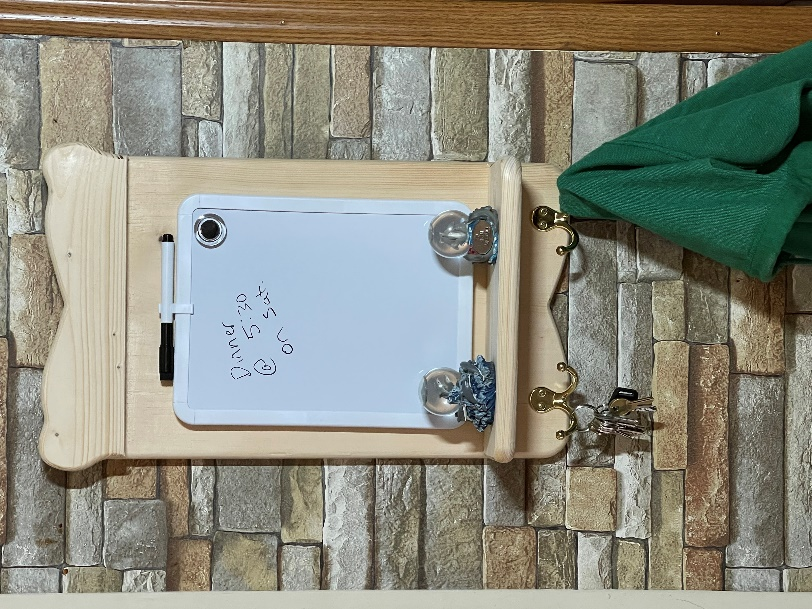 Dinner
@ 5:30
on Sat.